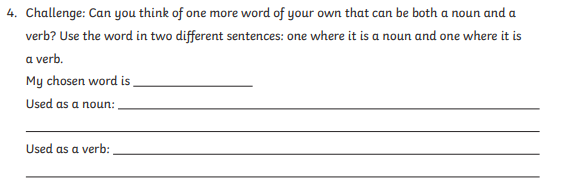 4. Challenge: Can you think of one more word of your own that can be both a noun and a
verb? Use the word in two different sentences: one where it is a noun and one where it is
a verb.
My chosen word is
Used as a noun:
Used as a verb: